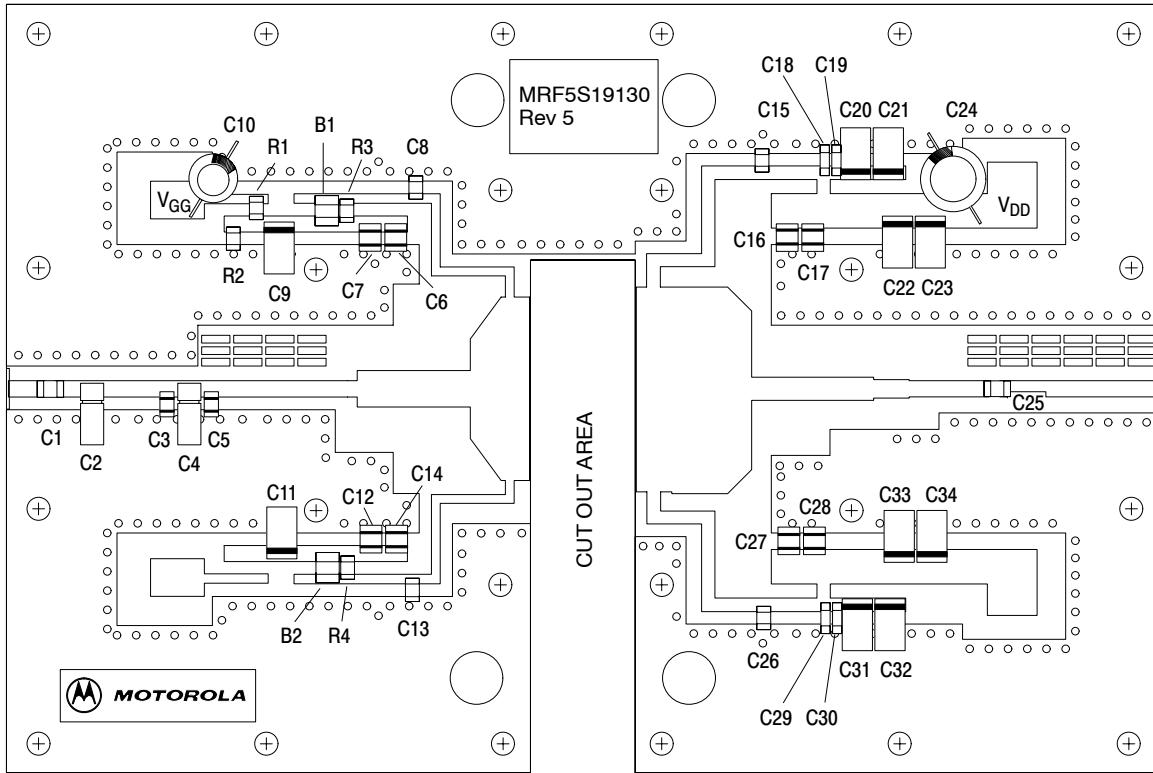 MRF5S19130
Rev 5
C18 C19
C15 C20 C21 C24
C10 R1 B1 R3 C8
VGG
VDD
R2 C9 C7 C6
C16 C17 C22 C23
C1 C2 C3 C4 C5
C25
CUT OUT AREA
C11 C12 C14
C28 C33 C34
C27
B2 R4 C13
C26 C31 C32
C29 C30
MOTOROLA